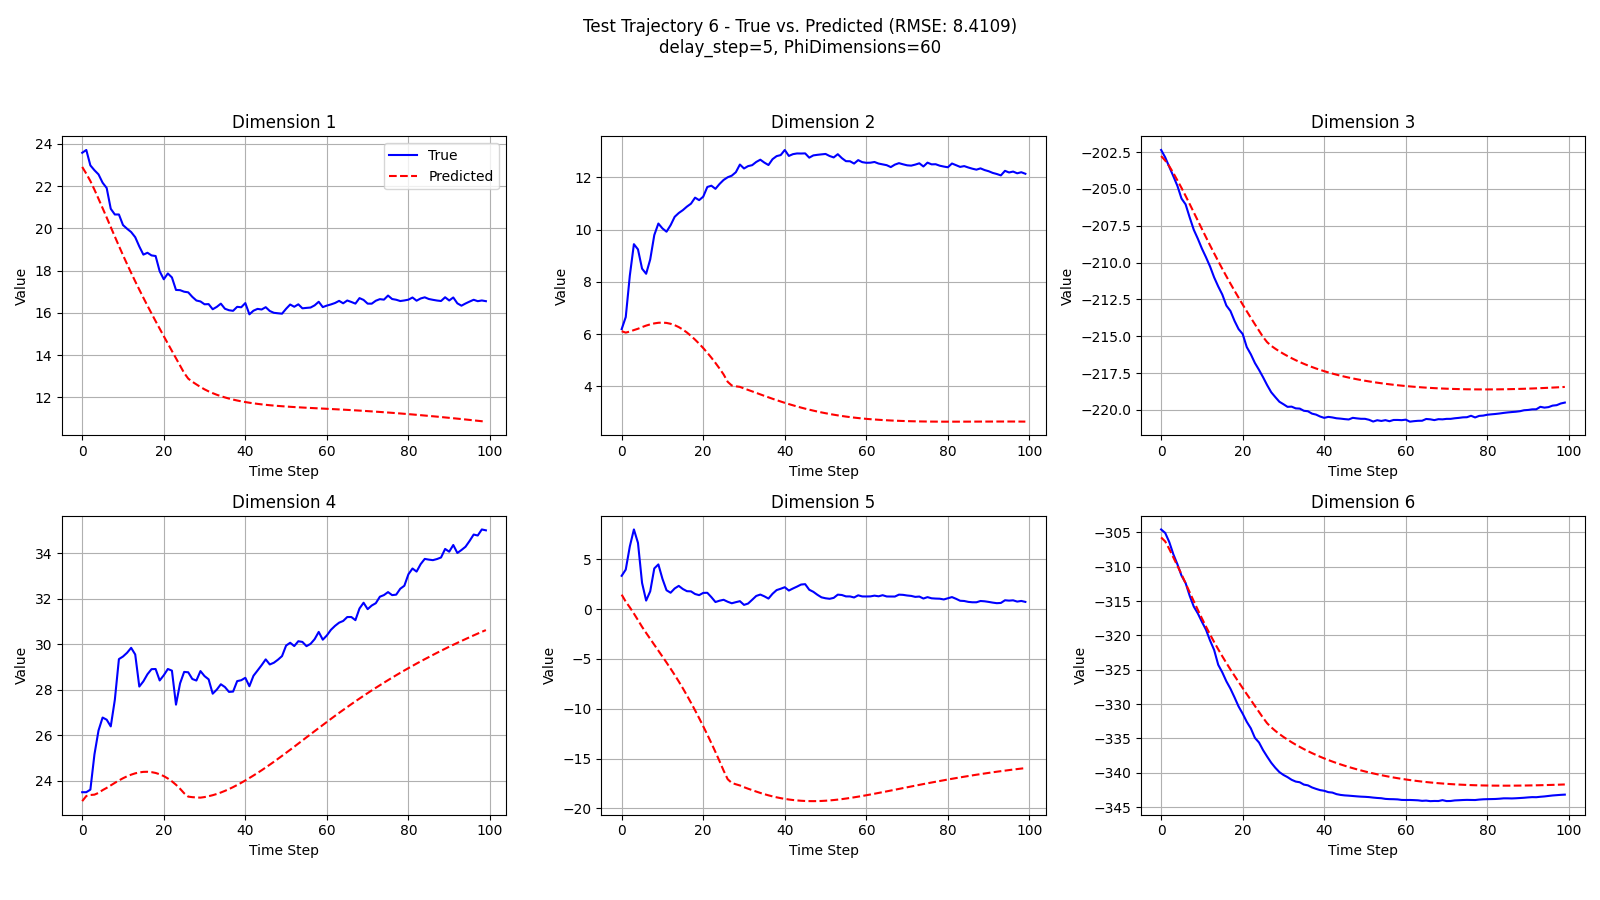 Test Trajectory 6 - True vs. Predicted (RMSE: 8.4109)
delay_step=5, PhiDimensions=60
Dimension 1
24
22
20
18
16
14
12
Value
0 20 40 60 80 100
Time Step
True
Predicted
Dimension 2
12
10
8
6
4
Value
0 20 40 60 80 100
Time Step
Dimension 3
−202.5
−205.0
−207.5
−210.0
−212.5
−215.0
−217.5
−220.0
Value
0 20 40 60 80 100
Time Step
Dimension 4
34
32
30
28
26
24
Value
0 20 40 60 80 100
Time Step
Dimension 5
5
0
−5
−10
−15
−20
Value
0 20 40 60 80 100
Time Step
Dimension 6
−305
−310
−315
−320
−325
−330
−335
−340
−345
Value
0 20 40 60 80 100
Time Step